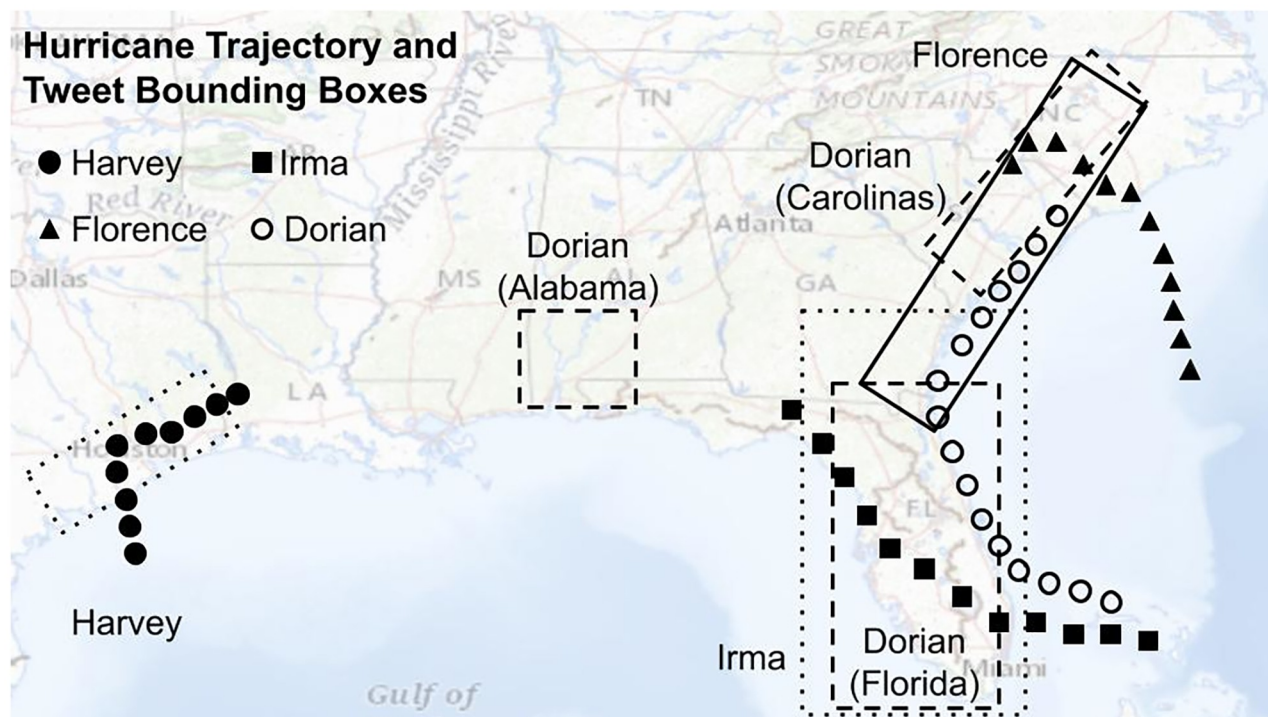 Hurricane Trajectory and
Tweet Bounding Boxes
Harvey
Irma
Florence
Dorian
Florence
GREAT
SMOKY
MOUNTAINS
TN
NC
AR
Mississippi River
Red River
Dorian
(Carolinas)
Atlanta
Dorian
(Alabama)
Dallas
MS
AL
GA
LA
Houston
FL
Harvey
Irma
Dorian
(Florida)
Miami
Gulf of